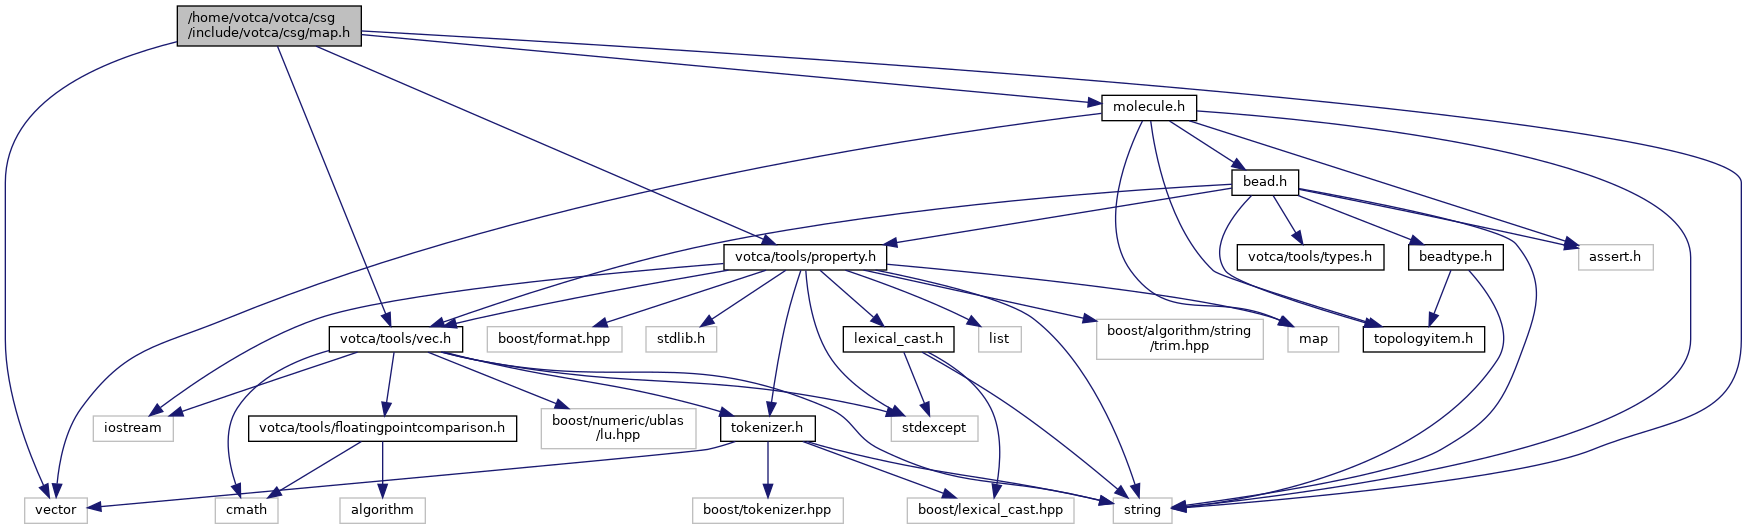 /home/votca/votca/csg
/include/votca/csg/map.h
molecule.h
bead.h
votca/tools/property.h
votca/tools/types.h
beadtype.h
assert.h
votca/tools/vec.h
boost/format.hpp
stdlib.h
lexical_cast.h
list
boost/algorithm/string
/trim.hpp
map
topologyitem.h
iostream
votca/tools/floatingpointcomparison.h
boost/numeric/ublas
/lu.hpp
tokenizer.h
stdexcept
vector
cmath
algorithm
boost/tokenizer.hpp
boost/lexical_cast.hpp
string